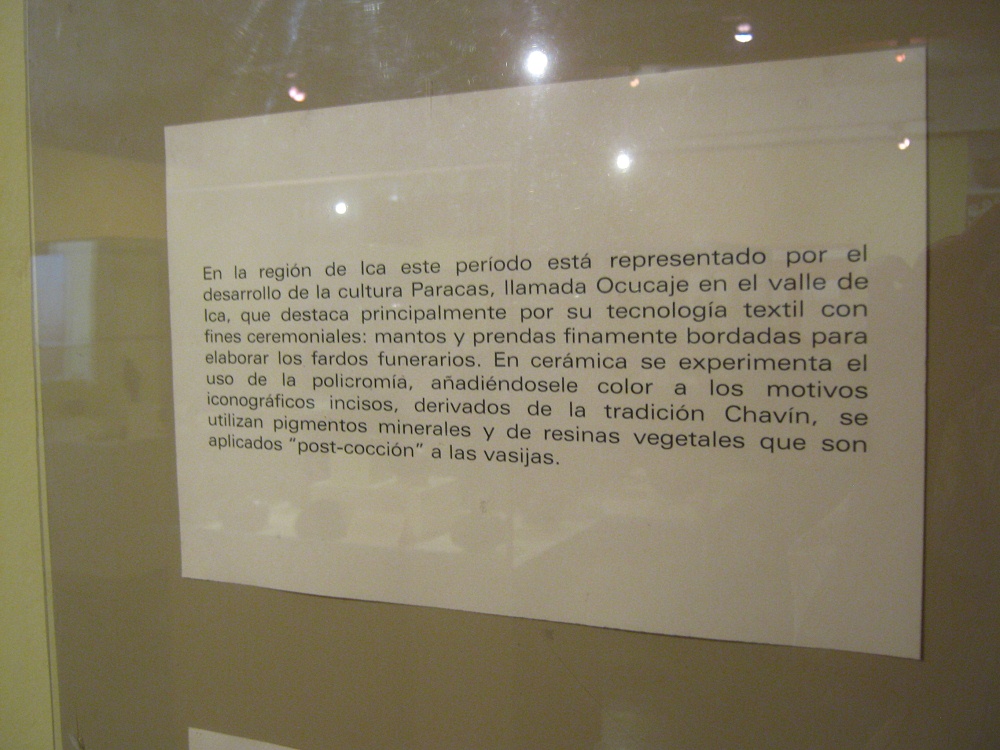 En la región de Ica este período está representado por el
desarrollo de la cultura Paracas, llamada Ocucaje en el valle de
Ica, que destaca principalmente por su tecnología textil con
fines ceremoniales: mantos y prendas finamente bordadas para
elaborar los fardos funerarios. En cerámica se experimenta el
uso de la policromía, añadiéndosele color a los motivos
iconográficos incisos, derivados de la tradición Chavín, se
utilizan pigmentos minerales y de resinas vegetales que son
aplicados “post-cocción” a las vasijas.